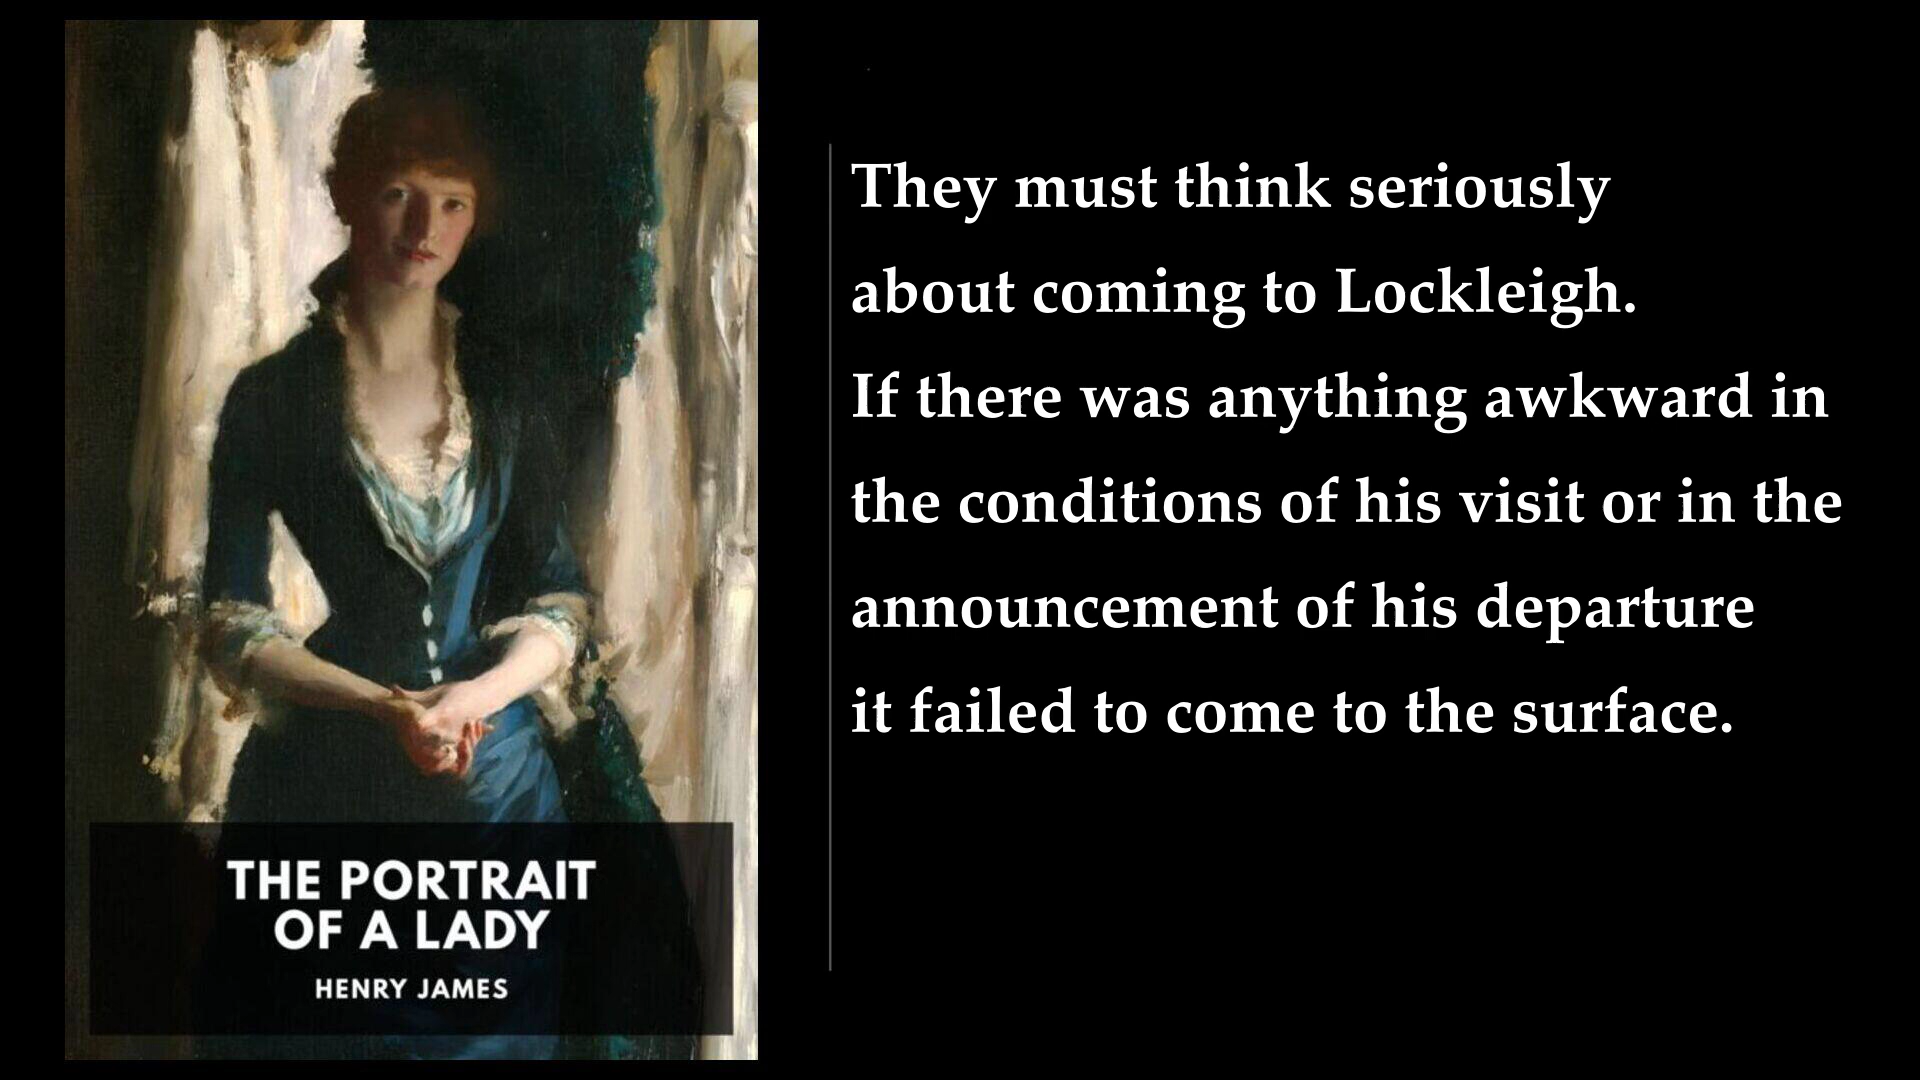 They must think seriously
about coming to Lockleigh.
If there was anything awkward in
the conditions of his visit or in the
announcement of his departure
it failed to come to the surface.
THE PORTRAIT
OF A LADY
HENRY JAMES